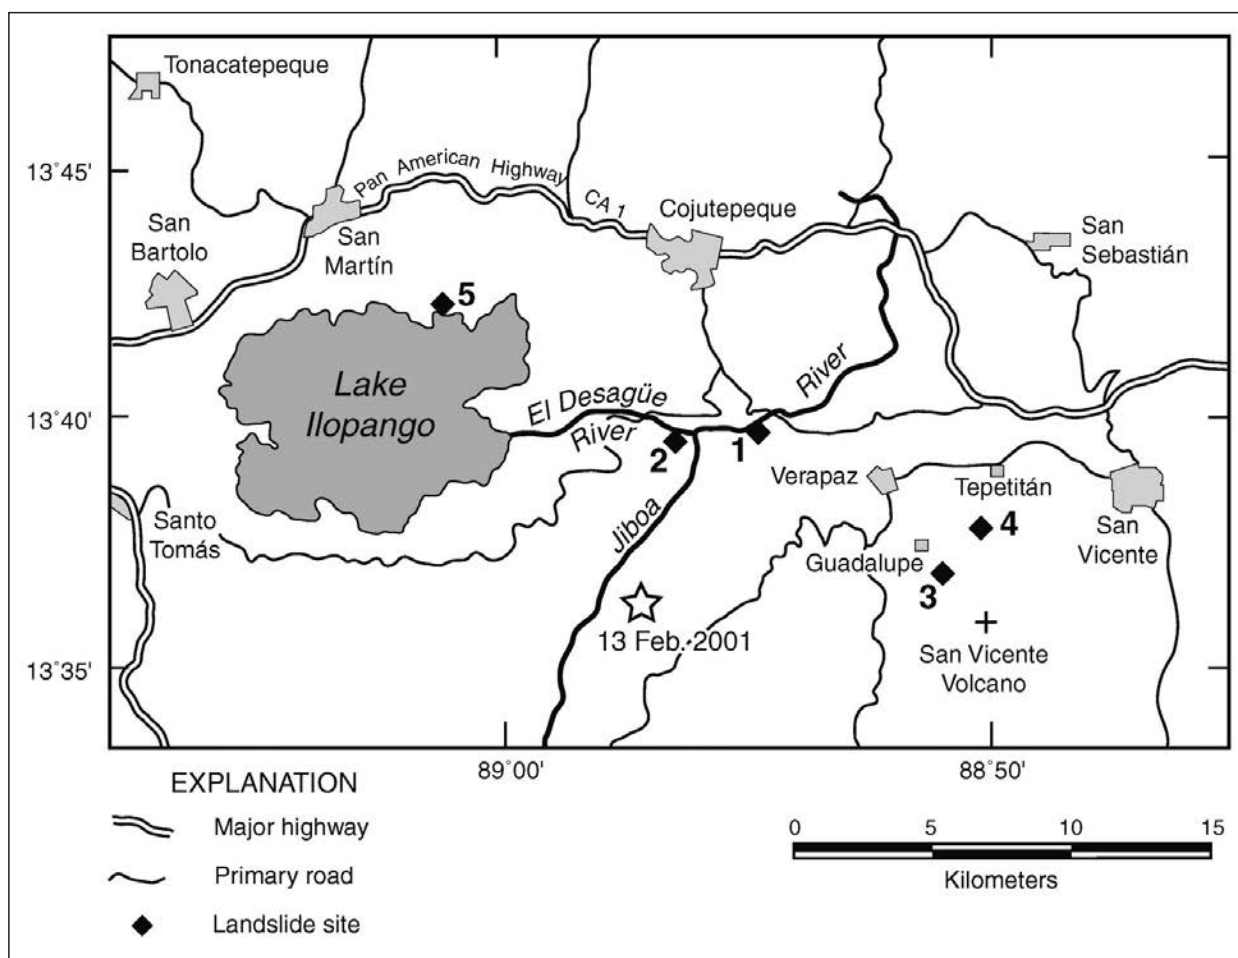 Tonacatepeque
13°45'
Pan American Highway
CA 1
San
Bartolo
San
Martín
Cojutepeque
San
Sebastián
5
Lake
Ilopango
El Desagüe
River
River
13°40'
2
1
Verapaz
Tepetitán
San
Vicente
Santo
Tomás
Jiboa
Guadalupe
4
3
13 Feb. 2001
San Vicente
Volcano
13°35'
89°00'
88°50'
EXPLANATION
Major highway
Primary road
Landslide site
0 5 10 15
Kilometers